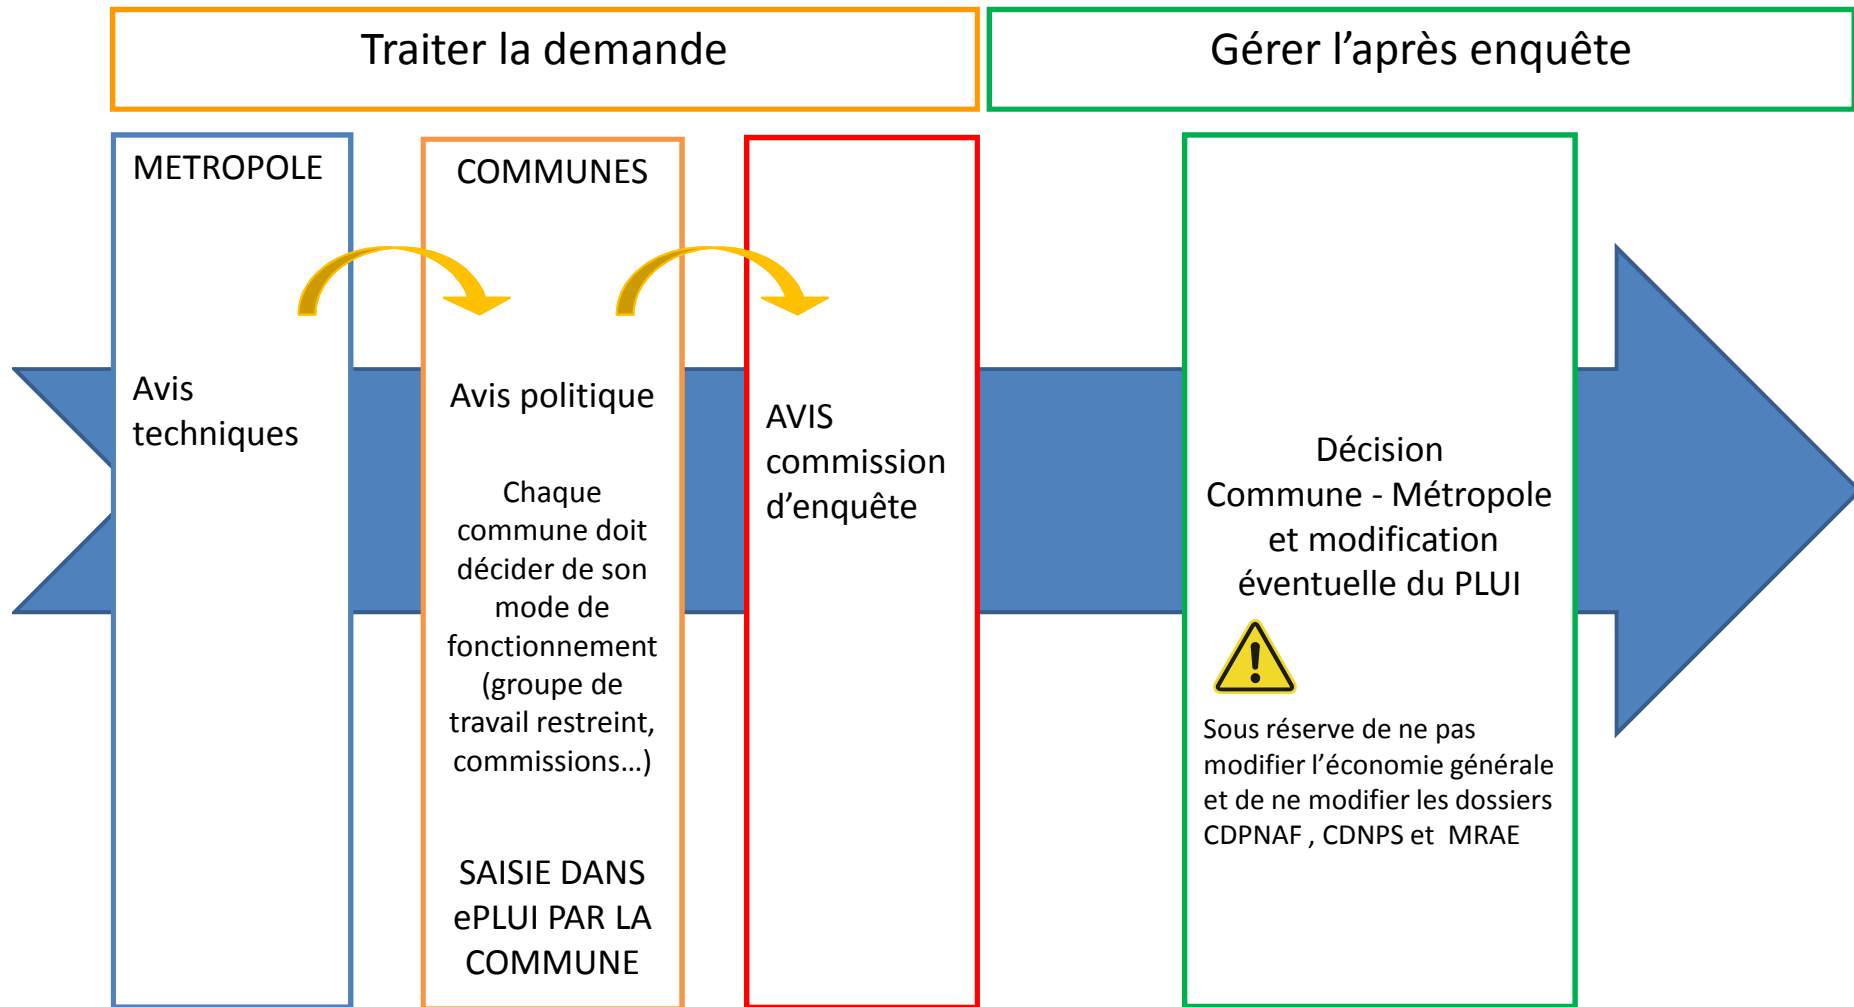 Traiter la demande
Gérer l’après enquête
METROPOLE
Avis
techniques
COMMUNES
Avis politique
Chaque
commune doit
décider de son
mode de
fonctionnement
(groupe de
travail restreint,
commissions…)
SAISIE DANS
ePLUI PAR LA
COMMUNE
AVIS
commission
d’enquête
Décision
Commune - Métropole
et modification
éventuelle du PLUI
Sous réserve de ne pas
modifier l’économie générale
et de ne modifier les dossiers
CDPNAF , CDNPS et  MRAE